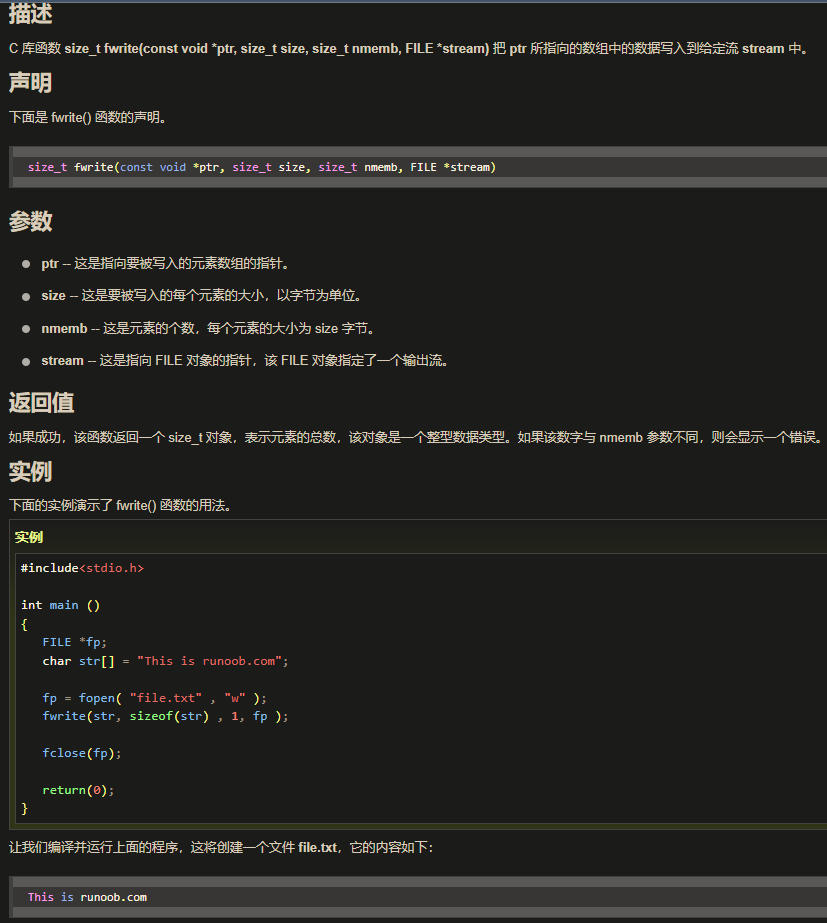 描述
C 库函数 size_t fwrite(const void *ptr, size_t size, size_t nmemb, FILE *stream) 把 ptr 所指向的数组中的数据写入到给定流 stream 中。
声明
下面是 fwrite() 函数的声明。
size_t fwrite(const void *ptr, size_t size, size_t nmemb, FILE *stream)
参数
ptr -- 这是指向要被写入的元素数组的指针。
size -- 这是要被写入的每个元素的大小，以字节为单位。
nmemb -- 这是元素的个数，每个元素的大小为 size 字节。
stream -- 这是指向 FILE 对象的指针，该 FILE 对象指定了一个输出流。
返回值
如果成功，该函数返回一个 size_t 对象，表示元素的总数，该对象是一个整型数据类型。如果该数字与 nmemb 参数不同，则会显示一个错误。
实例
下面的实例演示了 fwrite() 函数的用法。
实例
#include<stdio.h>
int main ()
{
FILE *fp;
char str[] = "This is runoob.com";
fp = fopen( "file.txt" , "w" );
fwrite(str, sizeof(str) , 1, fp );
fclose(fp);
return(0);
}
让我们编译并运行上面的程序，这将创建一个文件 file.txt，它的内容如下：
This is runoob.com